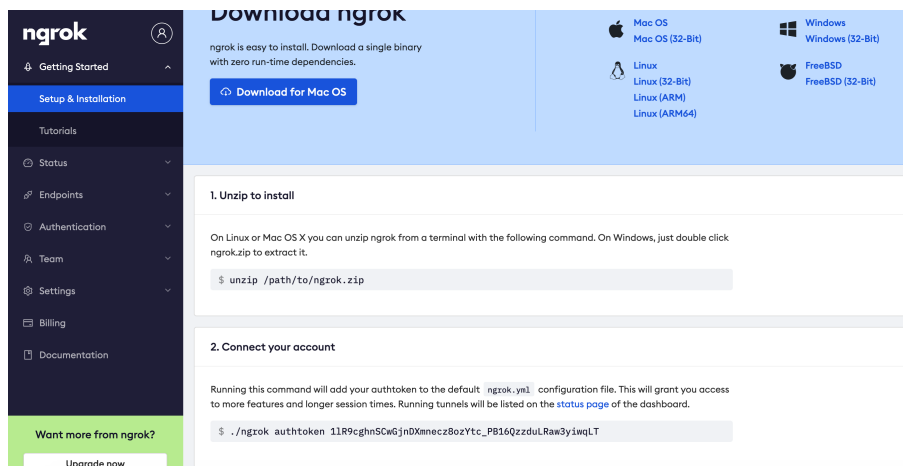 ngrok
Getting Started
Setup & Installation
Tutorials
Status
Endpoints
Authentication
Team
Settings
Billing
Documentation
Want more from ngrok?
Upgrade now
Download ngrok
ngrok is easy to install. Download a single binary
with zero run-time dependencies.
Download for Mac OS
Mac OS
Mac OS (32-Bit)
Linux
Linux (32-Bit)
Linux (ARM)
Linux (ARM64)
Windows
Windows (32-Bit)
FreeBSD
FreeBSD (32-Bit)
1. Unzip to install
On Linux or Mac OS X you can unzip ngrok from a terminal with the following command. On Windows, just double click
ngrok.zip to extract it.
$ unzip /path/to/ngrok.zip
2. Connect your account
Running this command will add your authtoken to the default ngrok.yml configuration file. This will grant you access
to more features and longer session times. Running tunnels will be listed on the status page of the dashboard.
$ ./ngrok authtoken 1lR9cghnSCwGjnDXmnecz8ozYtc_PB16QzzduLRaw3yiwqLT